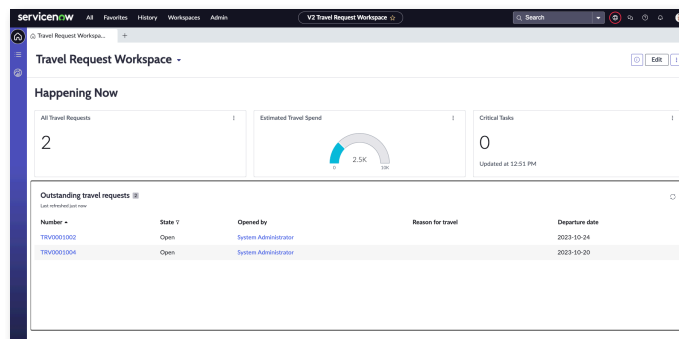 servicenow All Favorites History Workspaces Admin V2 Travel Request Workspace Search
Travel Request Workspa... +
Travel Request Workspace Edit
Happening Now
All Travel Requests Estimated Travel Spend Critical Tasks
2 2.5K 0 10K 0
Updated at 12:51 PM
Outstanding travel requests 2
Last refreshed just now
Number State Opened by Reason for travel Departure date
TRV0001002 Open System Administrator 2023-10-24
TRV0001004 Open System Administrator 2023-10-20